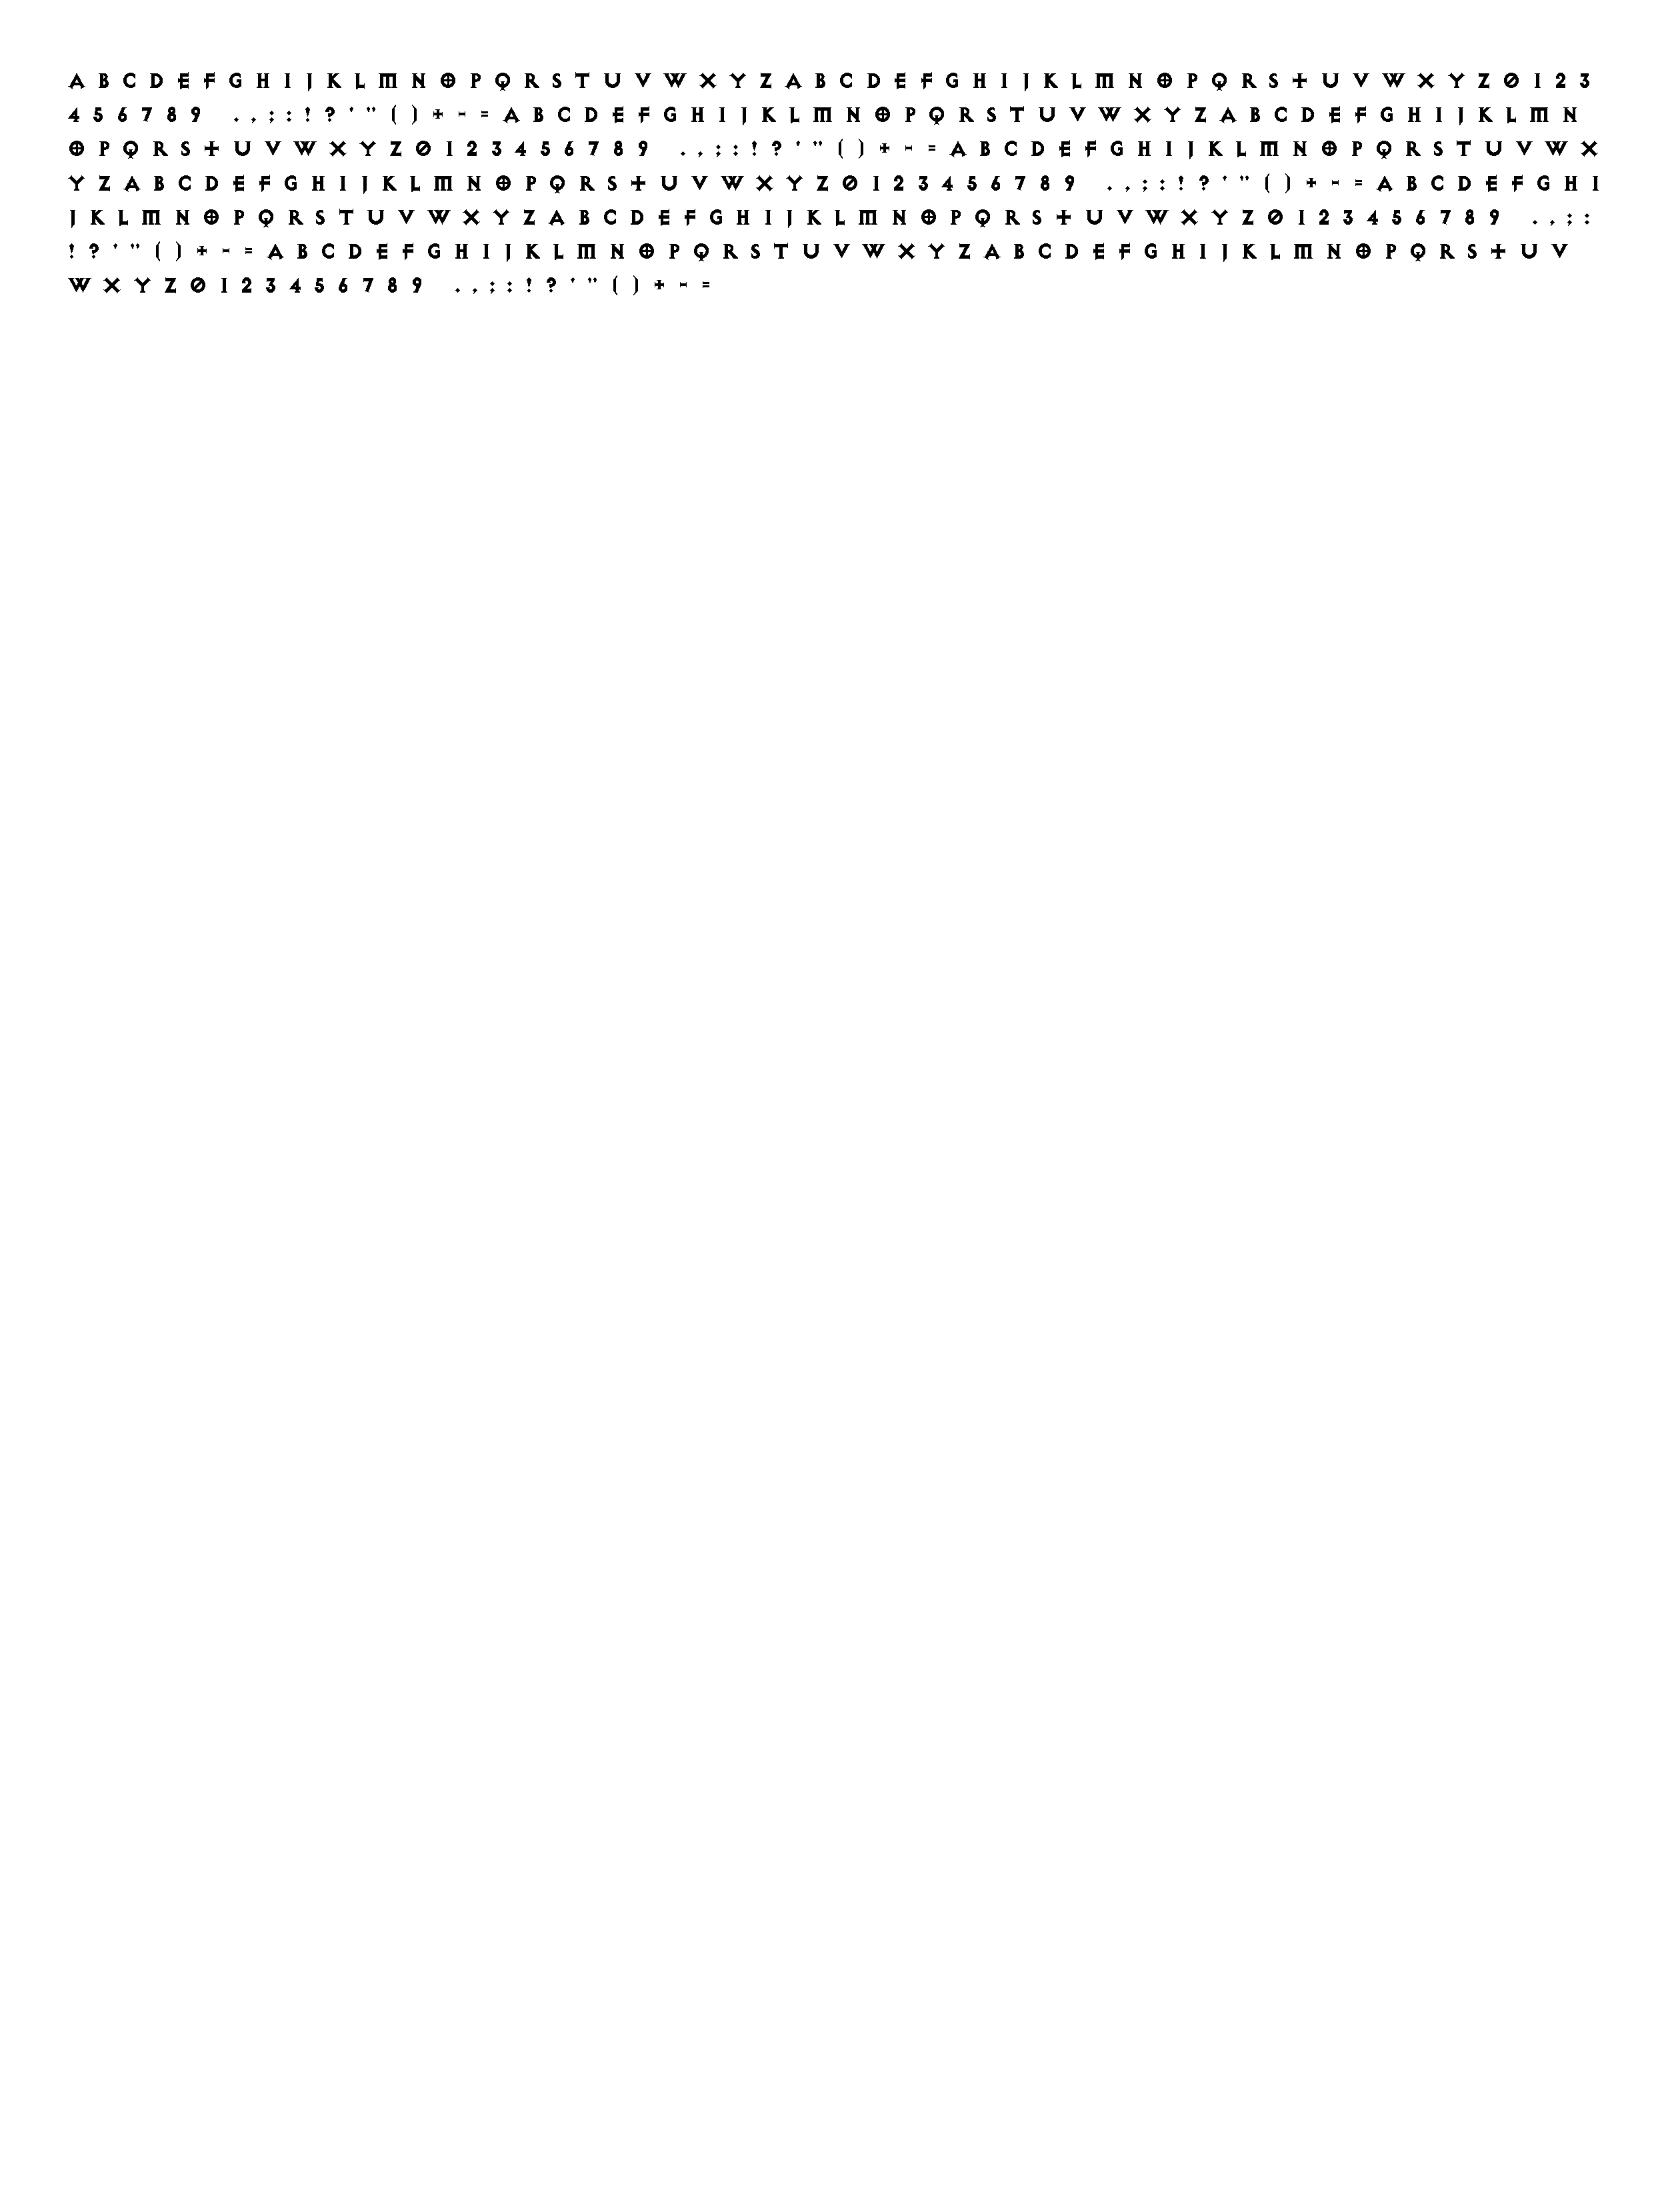 A B C D E F G H I J K L M N O P Q R S T U V W X Y Z A B C D E F G H I J K L M N O P Q R S T U V W X Y Z 0 1 2 3
4 5 6 7 8 9 . , ; : ! ? ' " ( ) + - = A B C D E F G H I J K L M N O P Q R S T U V W X Y Z A B C D E F G H I J K L M N
O P Q R S T U V W X Y Z 0 1 2 3 4 5 6 7 8 9 . , ; : ! ? ' " ( ) + - = A B C D E F G H I J K L M N O P Q R S T U V W X
Y Z A B C D E F G H I J K L M N O P Q R S T U V W X Y Z 0 1 2 3 4 5 6 7 8 9 . , ; : ! ? ' " ( ) + - = A B C D E F G H I
J K L M N O P Q R S T U V W X Y Z A B C D E F G H I J K L M N O P Q R S T U V W X Y Z 0 1 2 3 4 5 6 7 8 9 . , ; :
! ? ' " ( ) + - = A B C D E F G H I J K L M N O P Q R S T U V W X Y Z A B C D E F G H I J K L M N O P Q R S T U V
W X Y Z 0 1 2 3 4 5 6 7 8 9 . , ; : ! ? ' " ( ) + - =